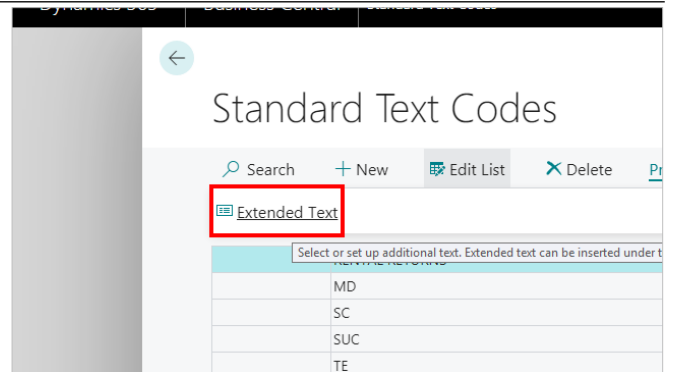 Standard Text Codes
Search New Edit List Delete Pr
Extended Text
Select or set up additional text. Extended text can be inserted under t
MD
SC
SUC
TE